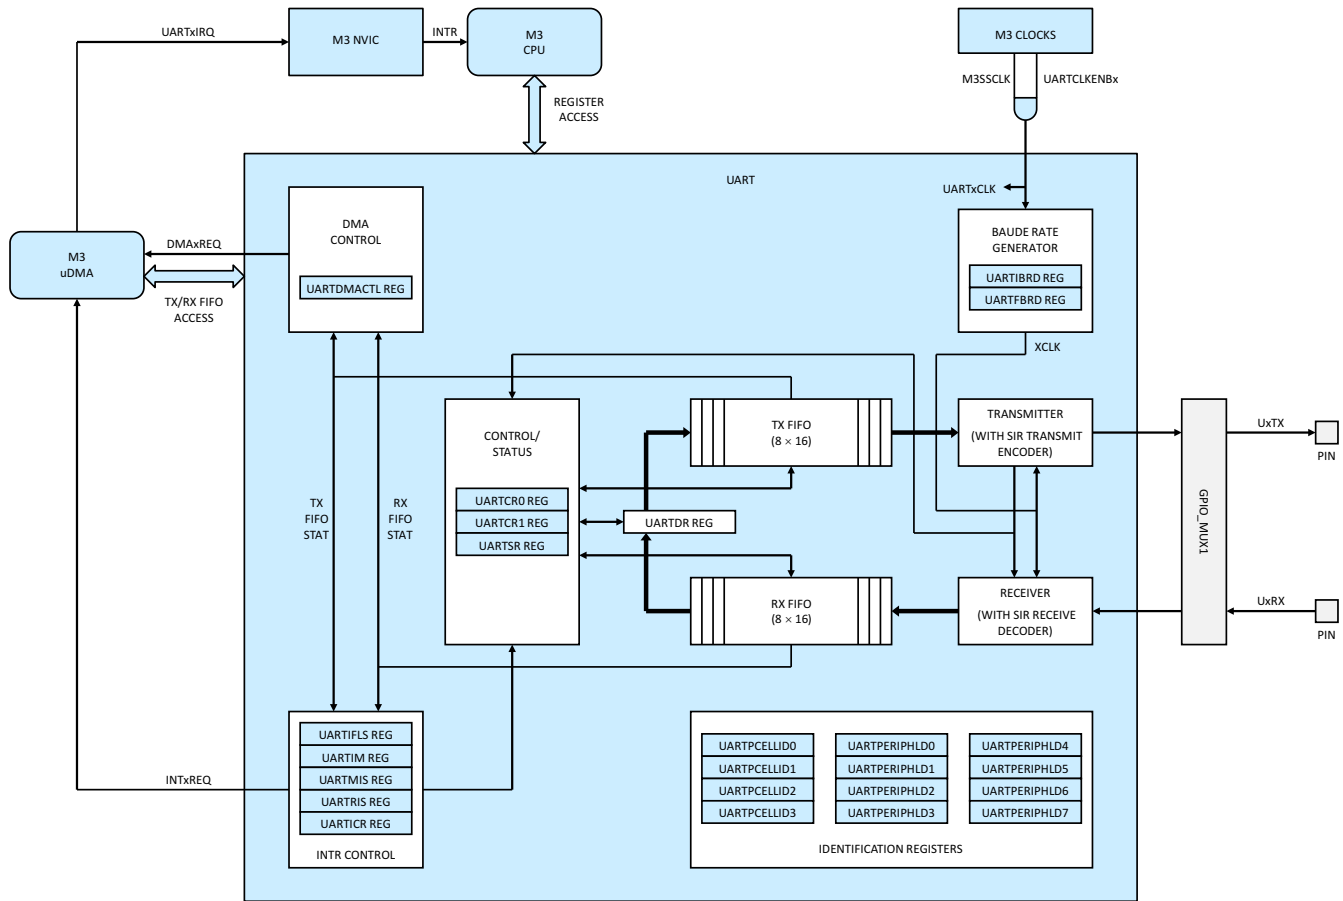 UARTxIRQ
M3 NVIC
INTR
M3
CPU
M3 CLOCKS
M3SSCLK
UARTCLKENBx
REGISTER
ACCESS
UART
UARTxCLK
DMA
CONTROL
UARTDMACTL REG
BAUDE RATE
GENERATOR
UARTIBRD REG
UARTFBRD REG
M3
uDMA
DMAxREQ
TX/RX FIFO
ACCESS
XCLK
CONTROL/
STATUS
UARTCR0 REG
UARTCR1 REG
UARTSR REG
TX FIFO
(8 × 16)
TRANSMITTER
(WITH SIR TRANSMIT
ENCODER)
UxTX
PIN
TX
FIFO
STAT
RX
FIFO
STAT
UARTDR REG
GPIO_MUX1
RX FIFO
(8 × 16)
RECEIVER
(WITH SIR RECEIVE
DECODER)
UxRX
PIN
INTxREQ
UARTIFLS REG
UARTIM REG
UARTMIS REG
UARTRIS REG
UARTICR REG
INTR CONTROL
UARTPCELLID0
UARTPCELLID1
UARTPCELLID2
UARTPCELLID3
UARTPERIPHLD0
UARTPERIPHLD1
UARTPERIPHLD2
UARTPERIPHLD3
UARTPERIPHLD4
UARTPERIPHLD5
UARTPERIPHLD6
UARTPERIPHLD7
IDENTIFICATION REGISTERS